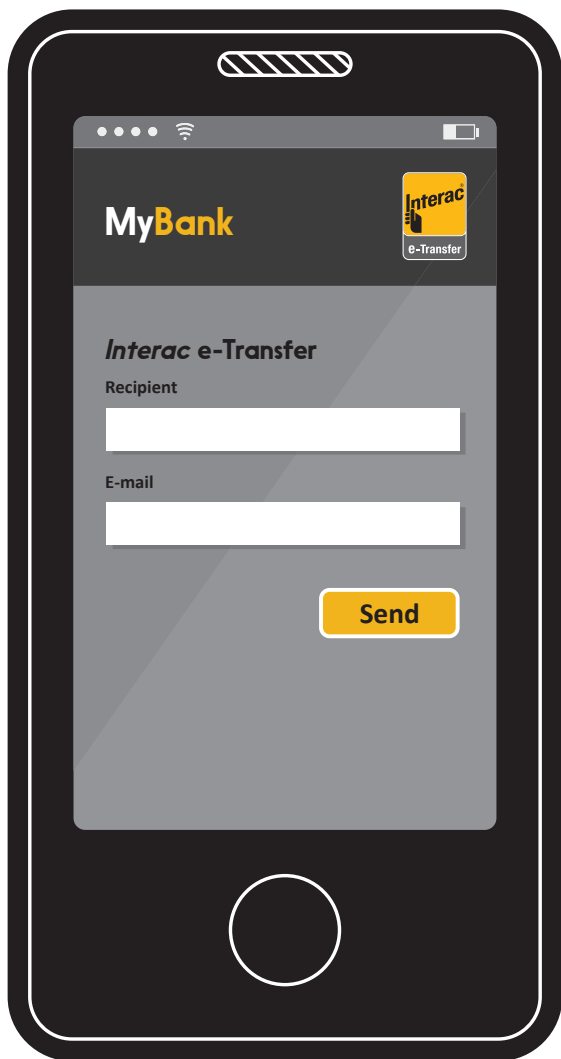 MyBank
Interac®
e-Transfer
Interac e-Transfer
Recipient
E-mail
Send